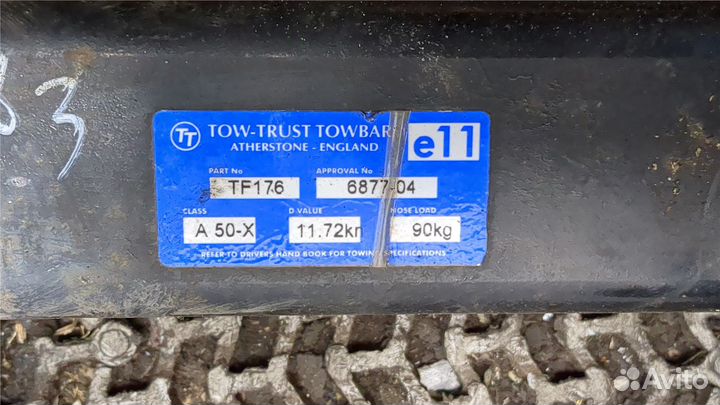 TT TOW-TRUST TOWBARS e11
ATHERSTONE - ENGLAND
PART No APPROVAL No
TF176 6877-04
CLASS D VALUE NOSE LOAD
A 50-X 11.72kn 90kg
REFER TO DRIVERS HAND BOOK FOR TOWING SPECIFICATIONS
Avito